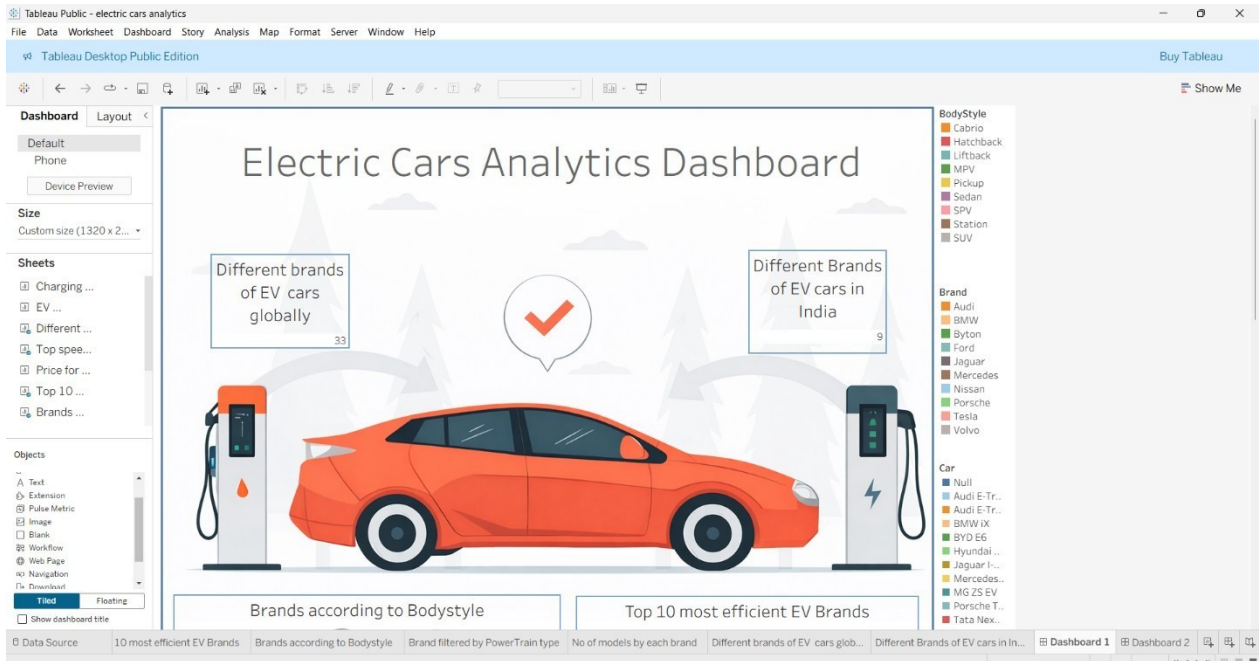 Tableau Public - electric cars analytics
File Data Worksheet Dashboard Story Analysis Map Format Server Window Help
Tableau Desktop Public Edition
Buy Tableau
Show Me
Dashboard Layout
Default
Phone
Device Preview
Size
Custom size (1320 x 2...
Sheets
Charging ...
EV ...
Different ...
Top spee...
Price for ...
Top 10 ...
Brands ...
Objects
Text
Extension
Pulse Metric
Image
Blank
Workflow
Web Page
Navigation
Download
Tiled Floating
Show dashboard title
Electric Cars Analytics Dashboard
Different brands
of EV cars
globally
33
Different Brands
of EV cars in
India
9
Brands according to Bodystyle
Top 10 most efficient EV Brands
BodyStyle
Cabrio
Hatchback
Liftback
MPV
Pickup
Sedan
SPV
Station
SUV
Brand
Audi
BMW
Byton
Ford
Jaguar
Mercedes
Nissan
Porsche
Tesla
Volvo
Car
Null
Audi E-Tr..
Audi E-Tr..
BMW iX
BYD E6
Hyundai ..
Jaguar I-..
Mercedes..
MG ZS EV
Porsche T..
Tata Nex..
Data Source 10 most efficient EV Brands Brands according to Bodystyle Brand filtered by PowerTrain type No of models by each brand Different brands of EV cars glob... Different Brands of EV cars in In... Dashboard 1 Dashboard 2